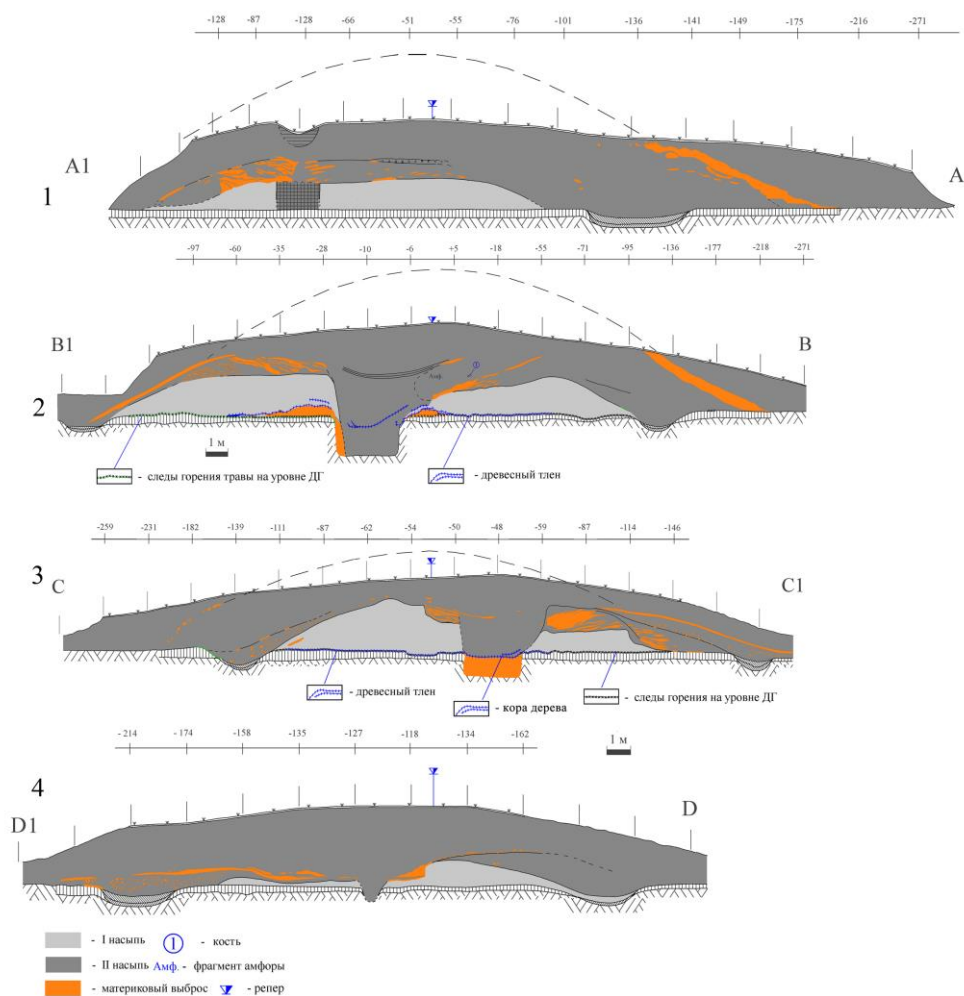 -128 -87 -128 -66 -51 -55 -76 -101 -136 -141 -149 -175 -216 -271
A1 A
1
-97 -60 -35 -28 -10 -6 +5 -18 -55 -71 -95 -136 -177 -218 -271
B1 B
Амф. 1
2
1 м
- следы горения травы на уровне ДГ - древесный тлен
-259 -231 -182 -139 -111 -87 -62 -54 -50 -48 -59 -87 -114 -146
3
C C1
- древесный тлен - следы горения на уровне ДГ
- кора дерева
1 м
-214 -174 -158 -135 -127 -118 -134 -162
4
D1 D
- I насыпь 1 - кость
- II насыпь Амф. - фрагмент амфоры
- материковый выброс - репер